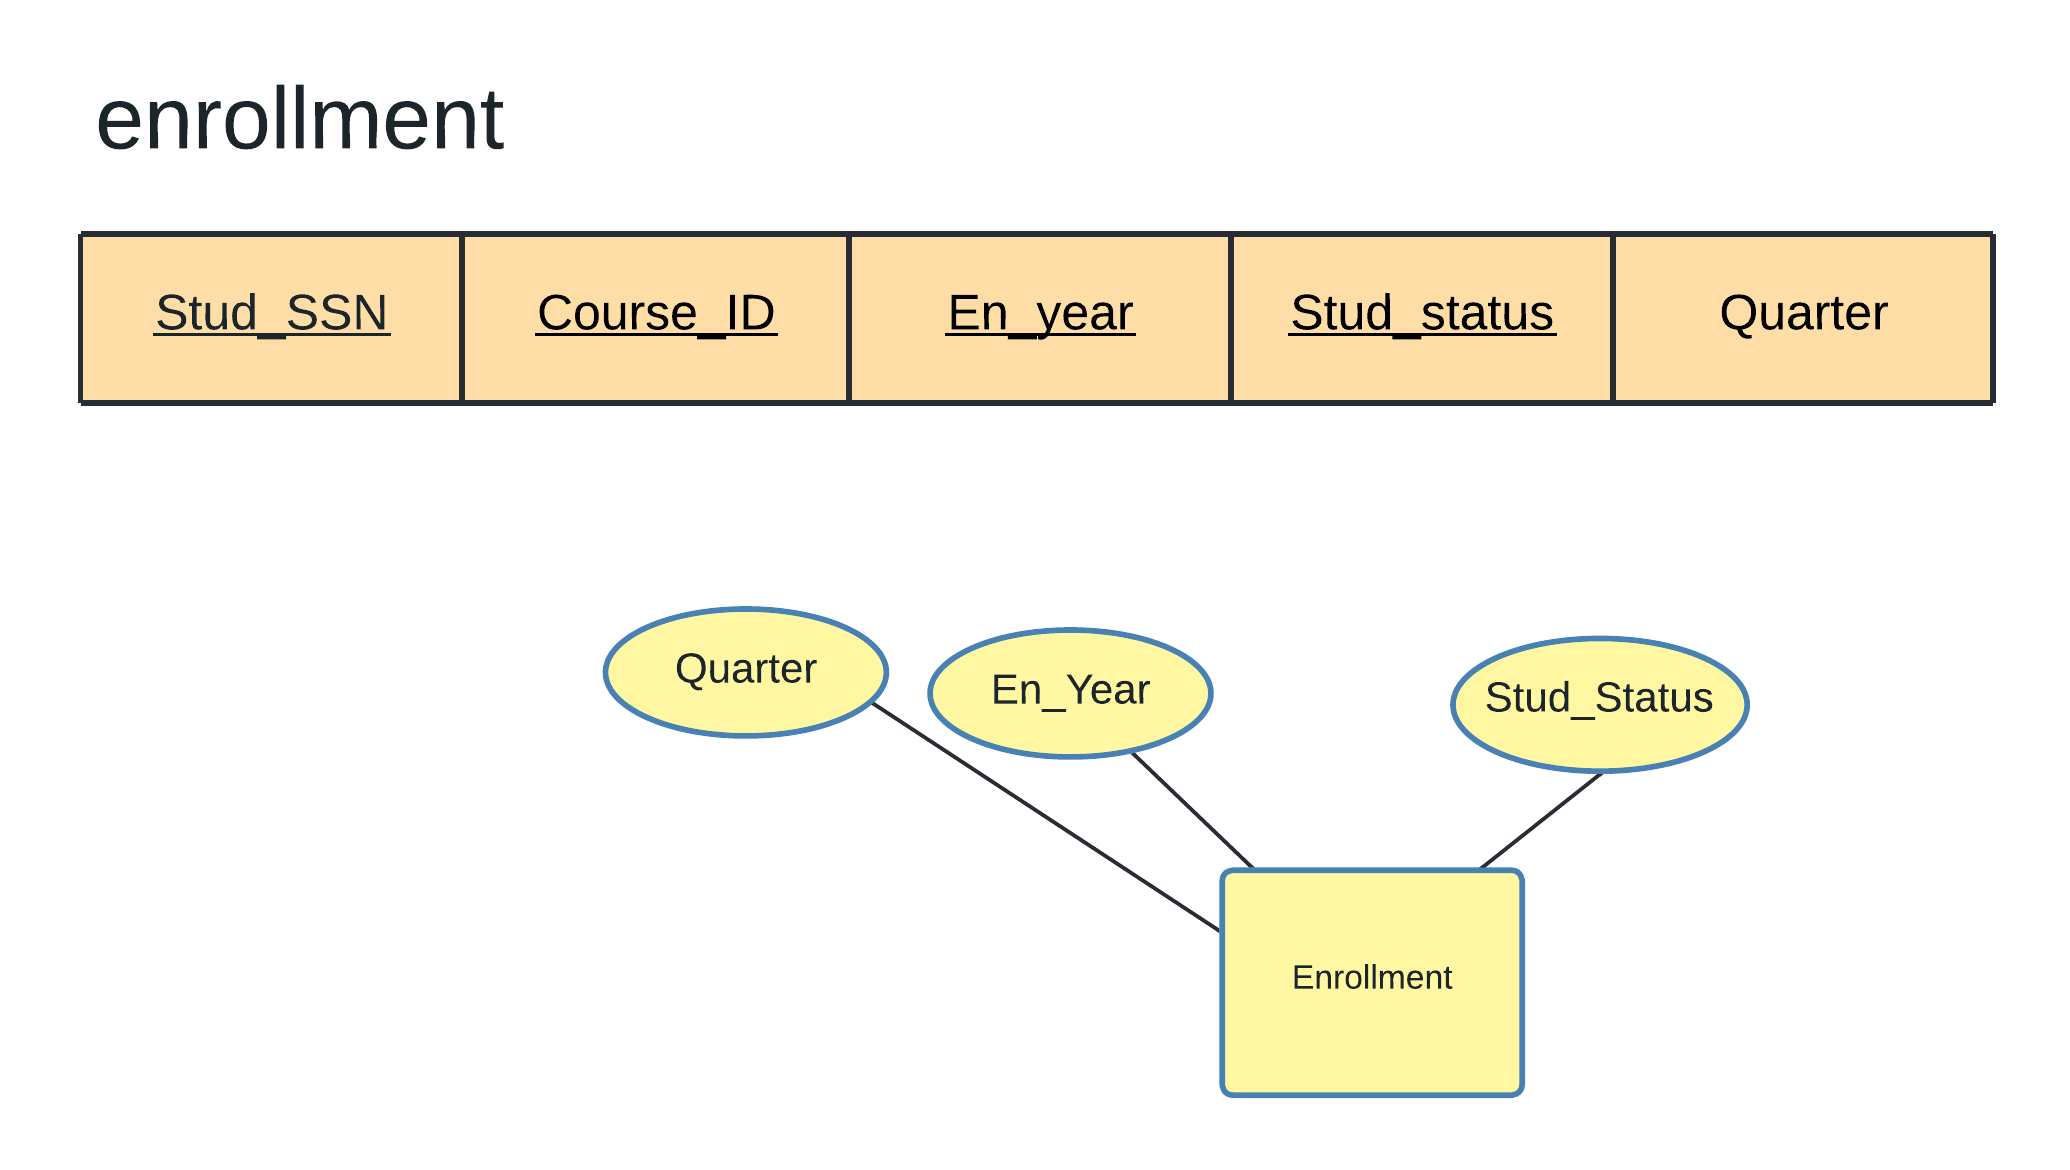 enrollment
Stud_SSN
Course_ID
En_year
Stud_status
Quarter
Quarter
En_Year
Stud_Status
Enrollment